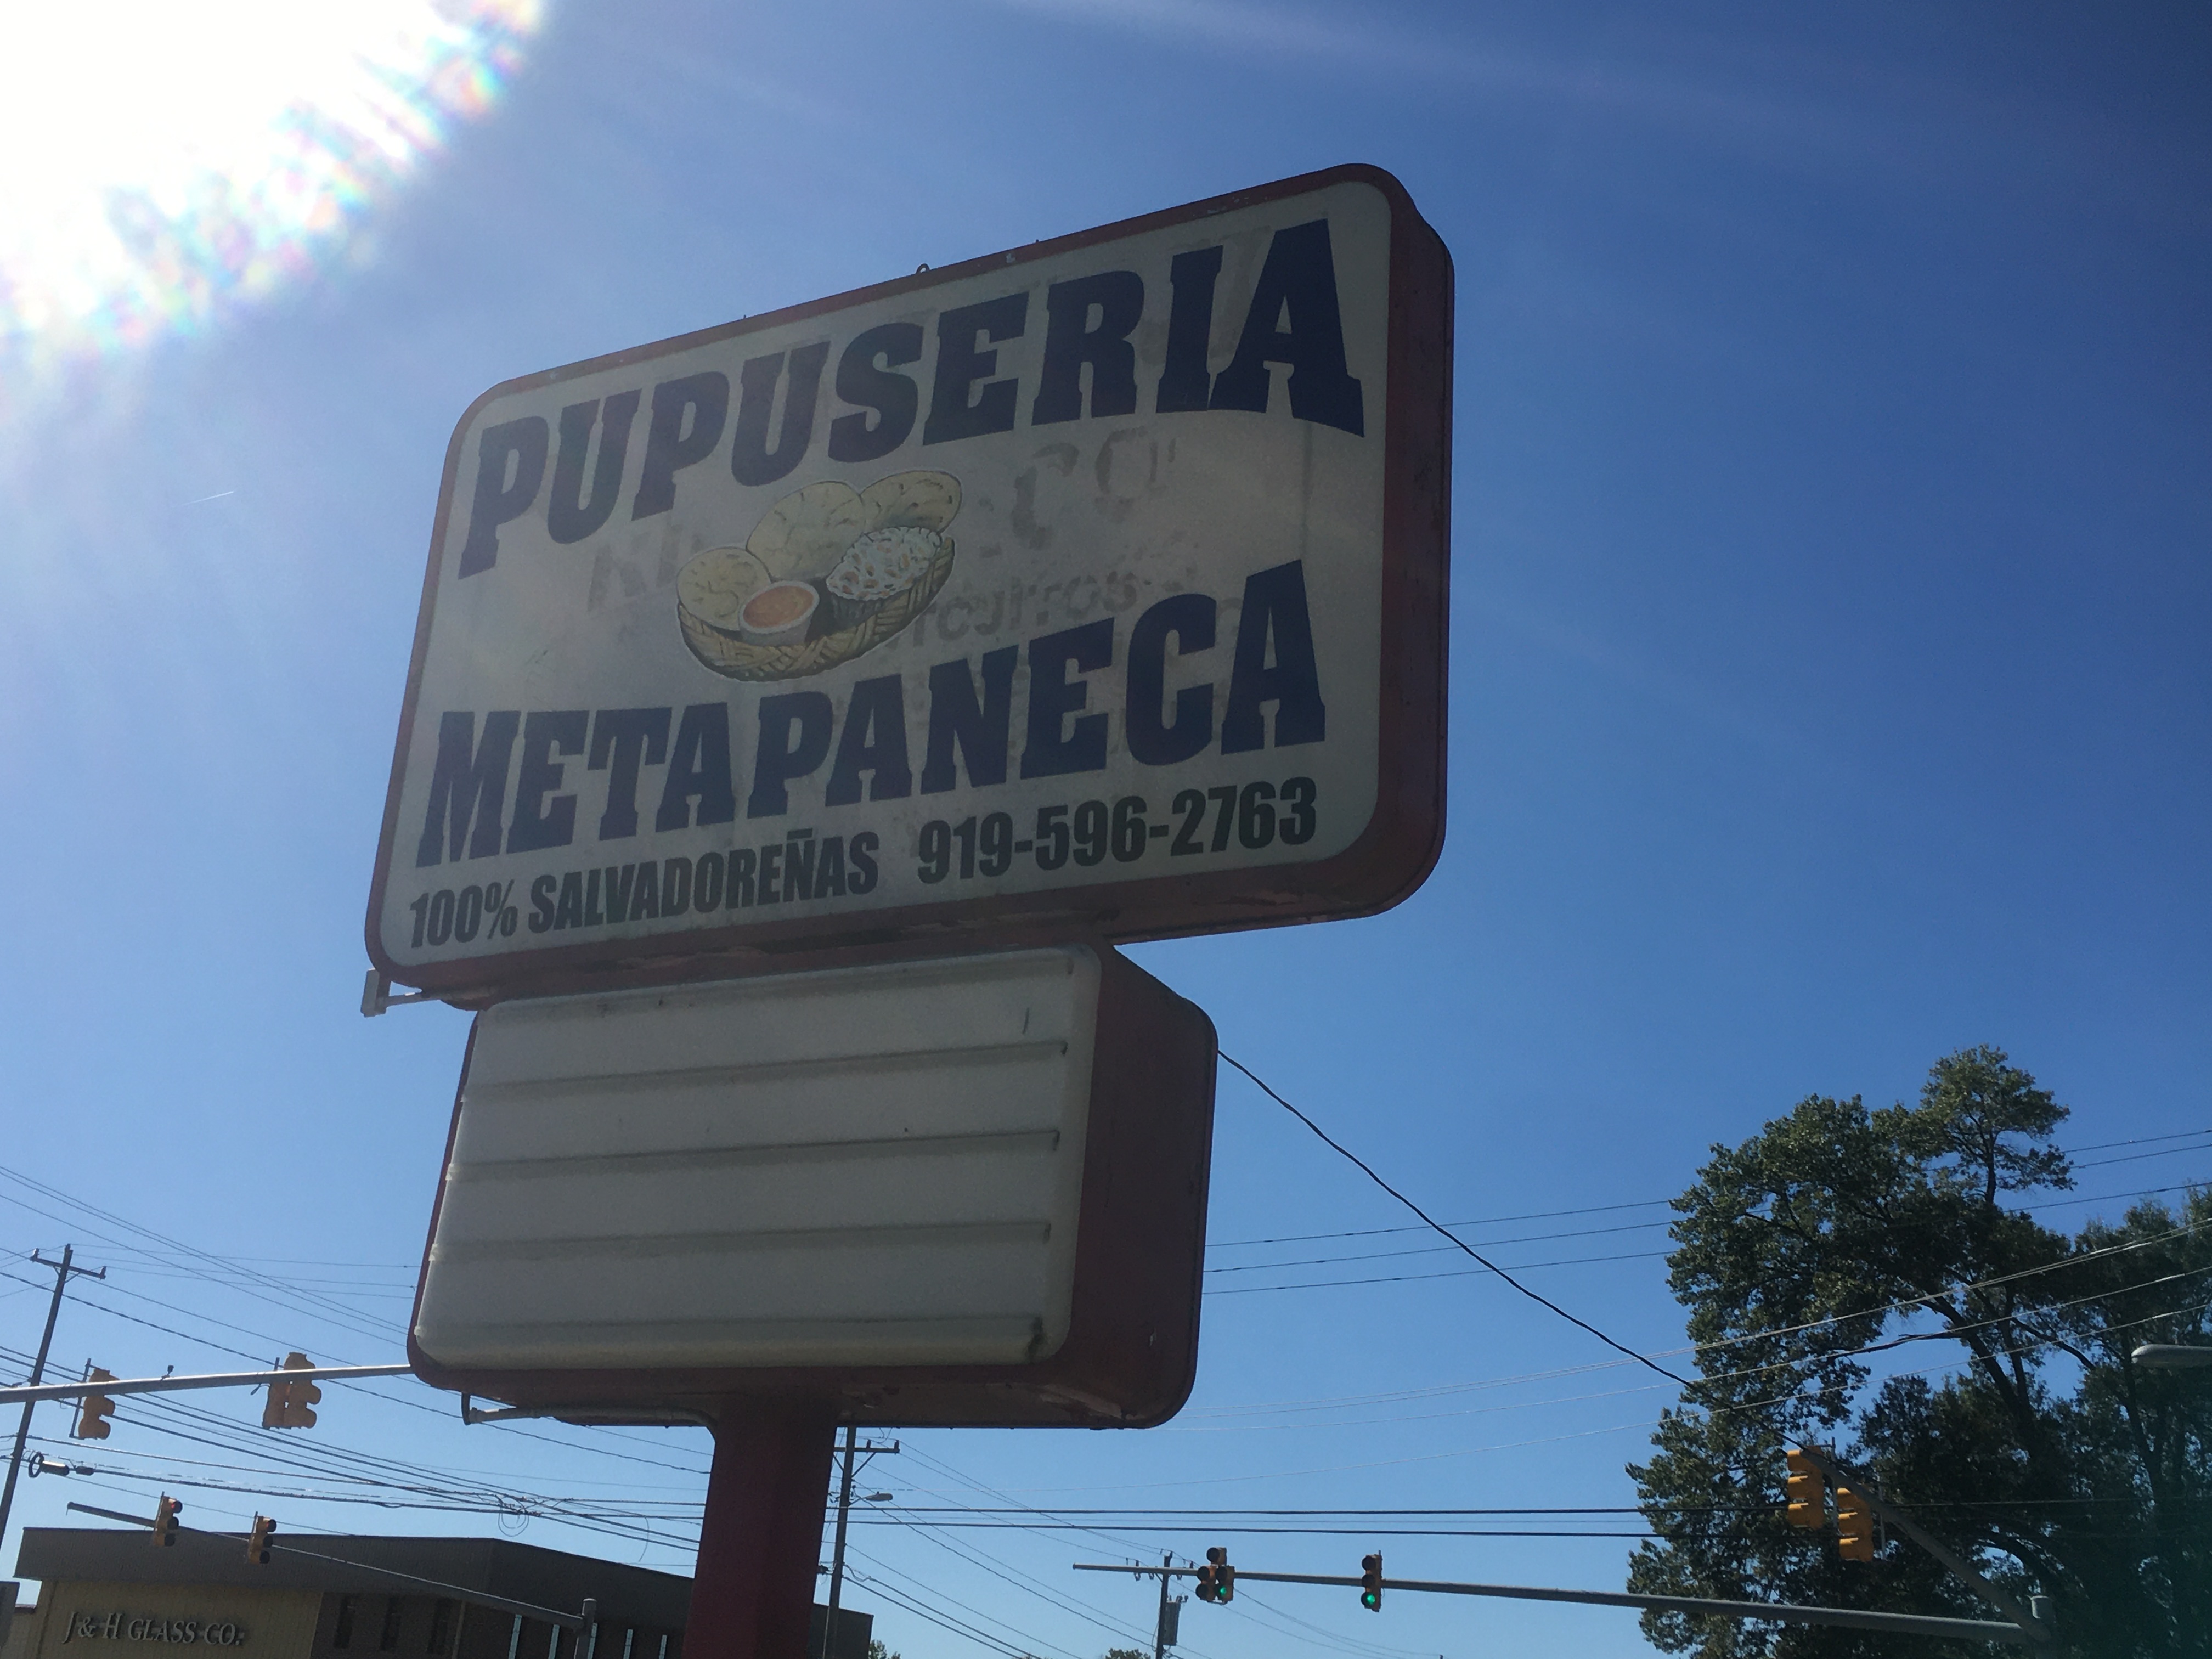 PUPUSERIA
METAPANECA
100% SALVADOREÑAS 919-596-2763
J & H GLASS CO.